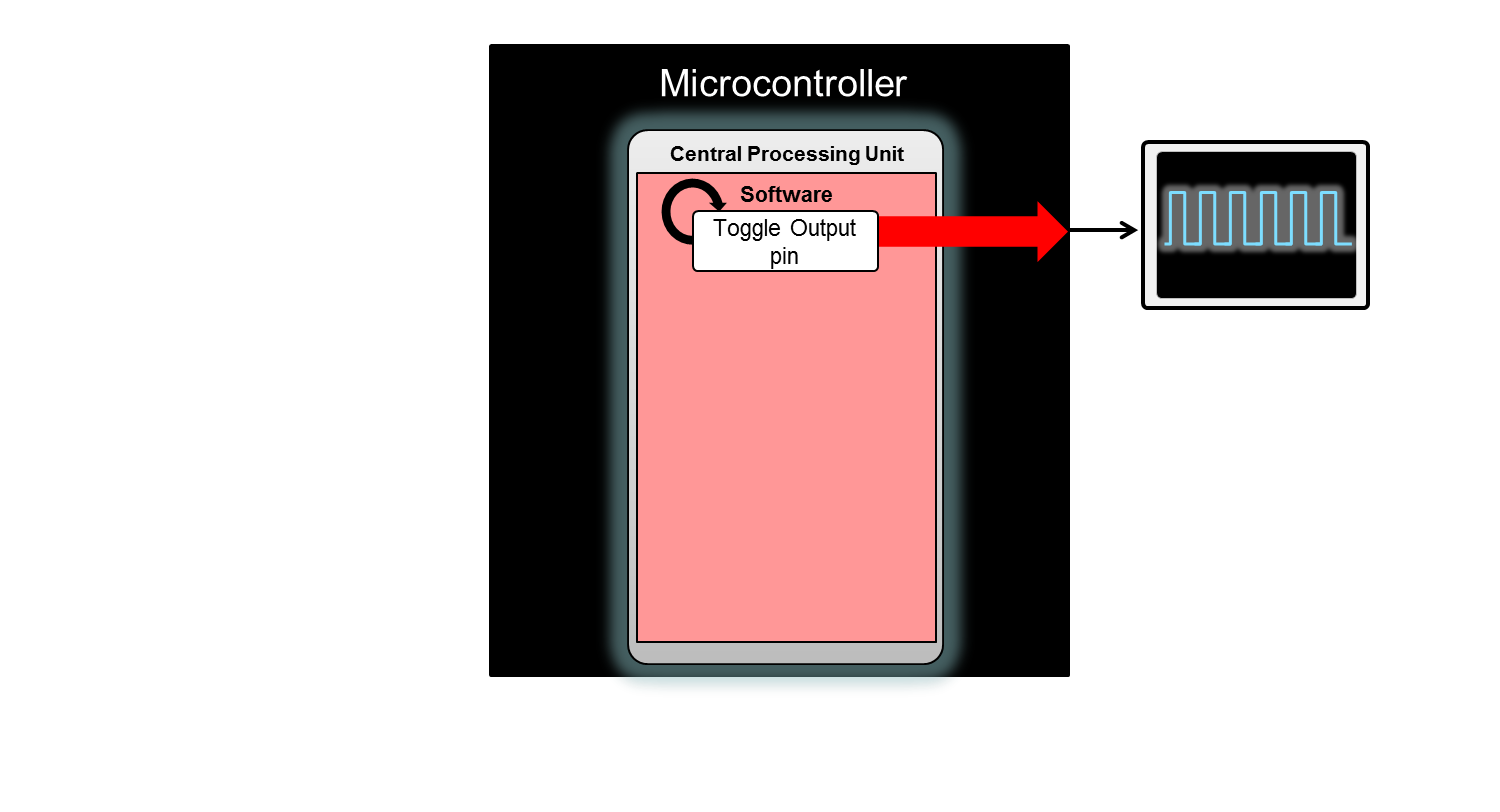 Microcontroller
Central Processing Unit
Software
Toggle Output
pin